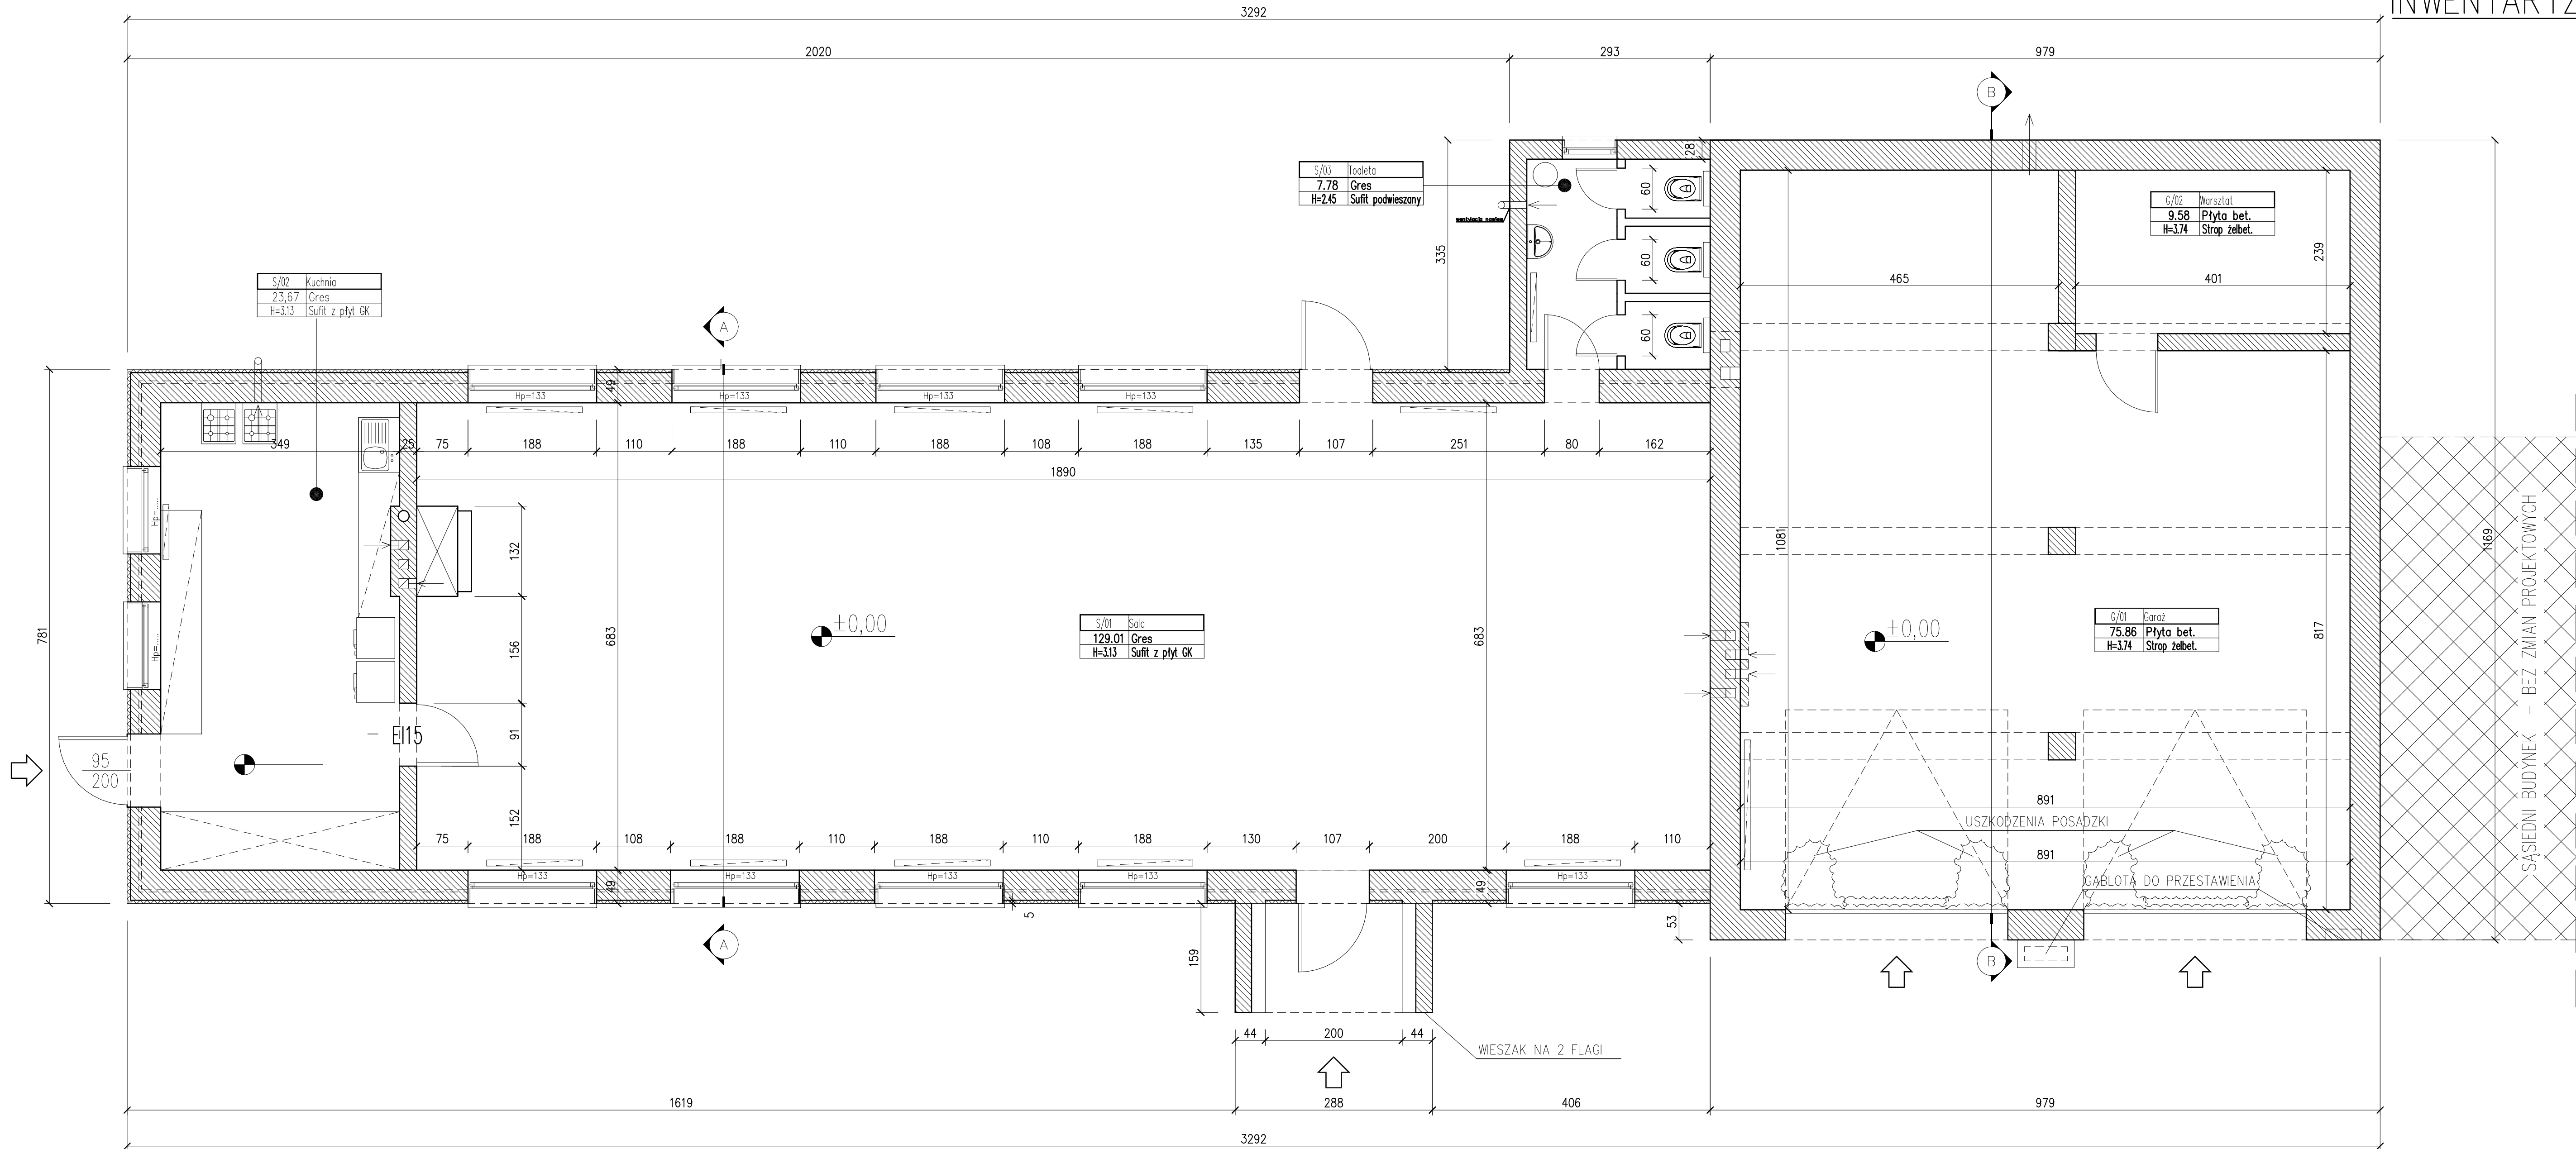 INWENTARYZ
3292
2020
293
979
B
S/03 Toaleta
7.78 Gres
H=2.45 Sufit podwieszany
28
60
60
60
wentylacja nawiew
335
G/02 Warsztat
9.58 Płyta bet.
H=3.74 Strop żelbet.
239
465
401
S/02 Kuchnia
23,67 Gres
H=3.13 Sufit z płyt GK
A
49
Hp=133
Hp=133
Hp=133
Hp=133
349
25
75
188
110
188
110
188
108
188
135
107
251
80
162
1890
Hp=......
Hp=......
132
156
91
152
781
683
683
±0,00
S/01 Sala
129.01 Gres
H=3.13 Sufit z płyt GK
1081
±0,00
G/01 Garaż
75.86 Płyta bet.
H=3.74 Strop żelbet.
817
1169
SĄSIEDNI BUDYNEK - BEZ ZMIAN PROJEKTOWYCH
- EI15
95
200
75
188
108
188
110
188
110
188
130
107
200
188
110
891
USZKODZENIA POSADZKI
891
GABLOTA DO PRZESTAWIENIA
Hp=133
Hp=133
Hp=133
Hp=133
Hp=133
49
49
5
53
A
159
B
44
200
44
WIESZAK NA 2 FLAGI
1619
288
406
979
3292